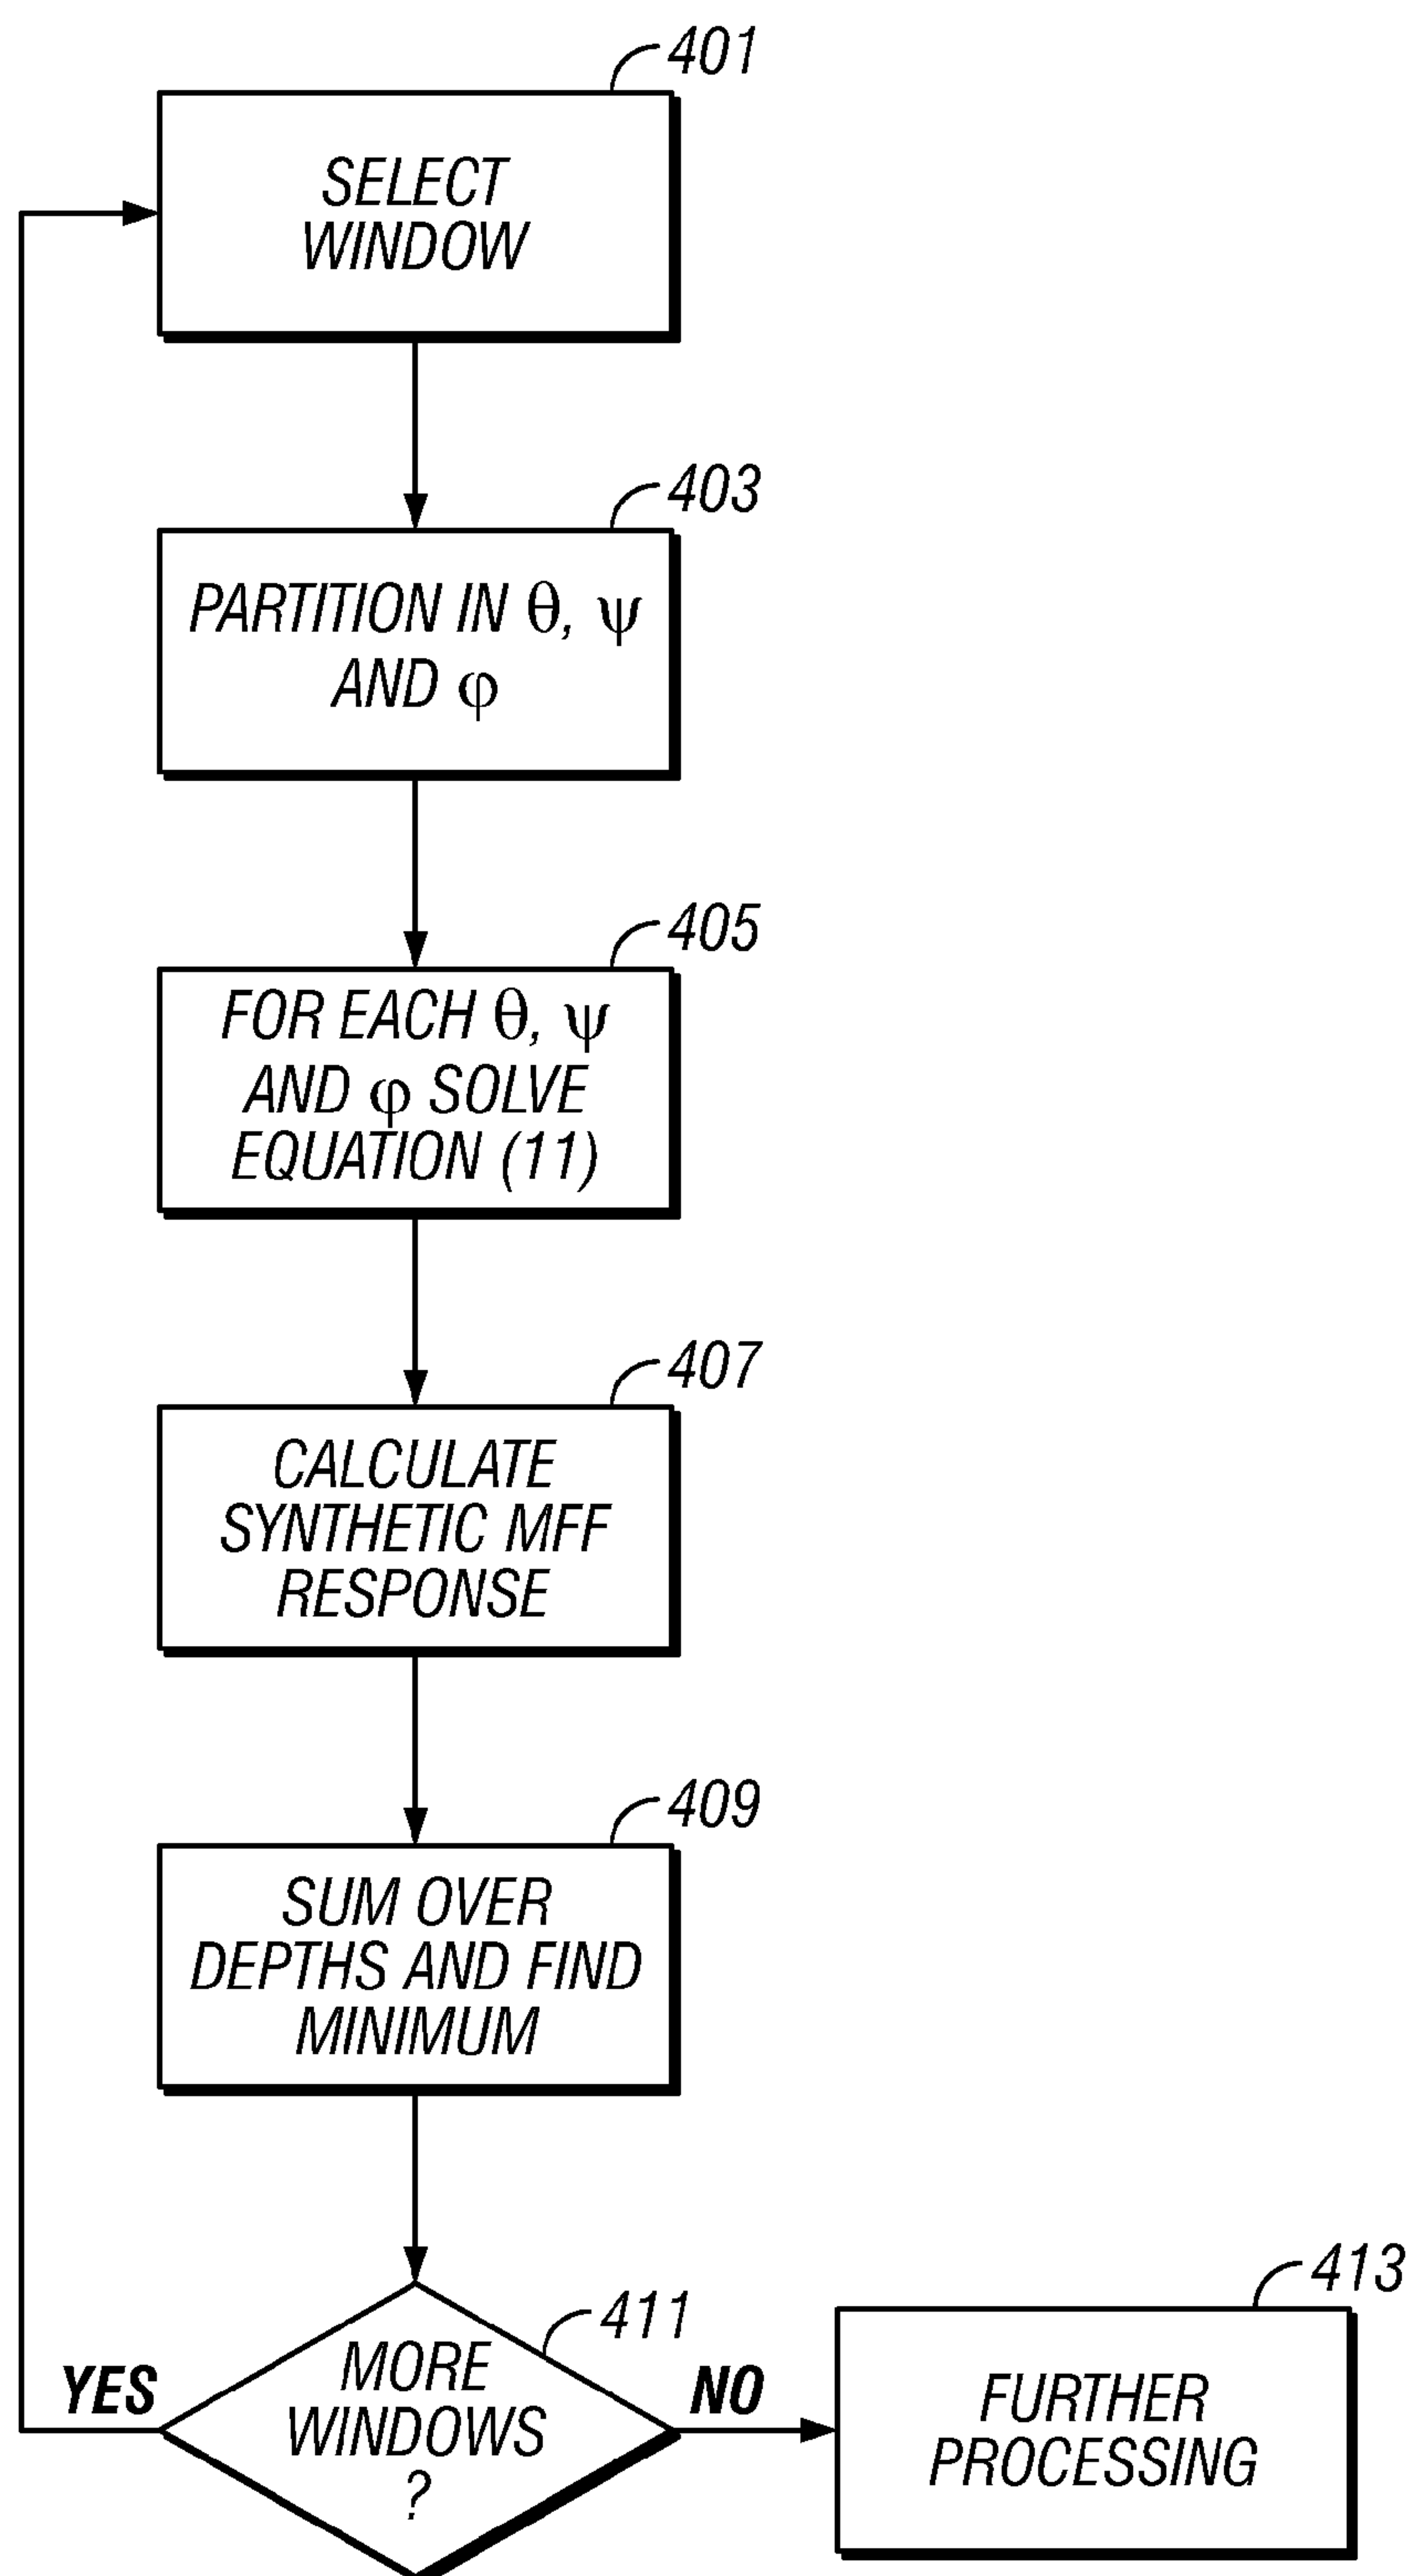 401
SELECT
WINDOW
403
PARTITION IN θ, ψ
AND φ
405
FOR EACH θ, ψ
AND φ SOLVE
EQUATION (11)
407
CALCULATE
SYNTHETIC MFF
RESPONSE
409
SUM OVER
DEPTHS AND FIND
MINIMUM
411
MORE
WINDOWS
?
YES
NO
413
FURTHER
PROCESSING